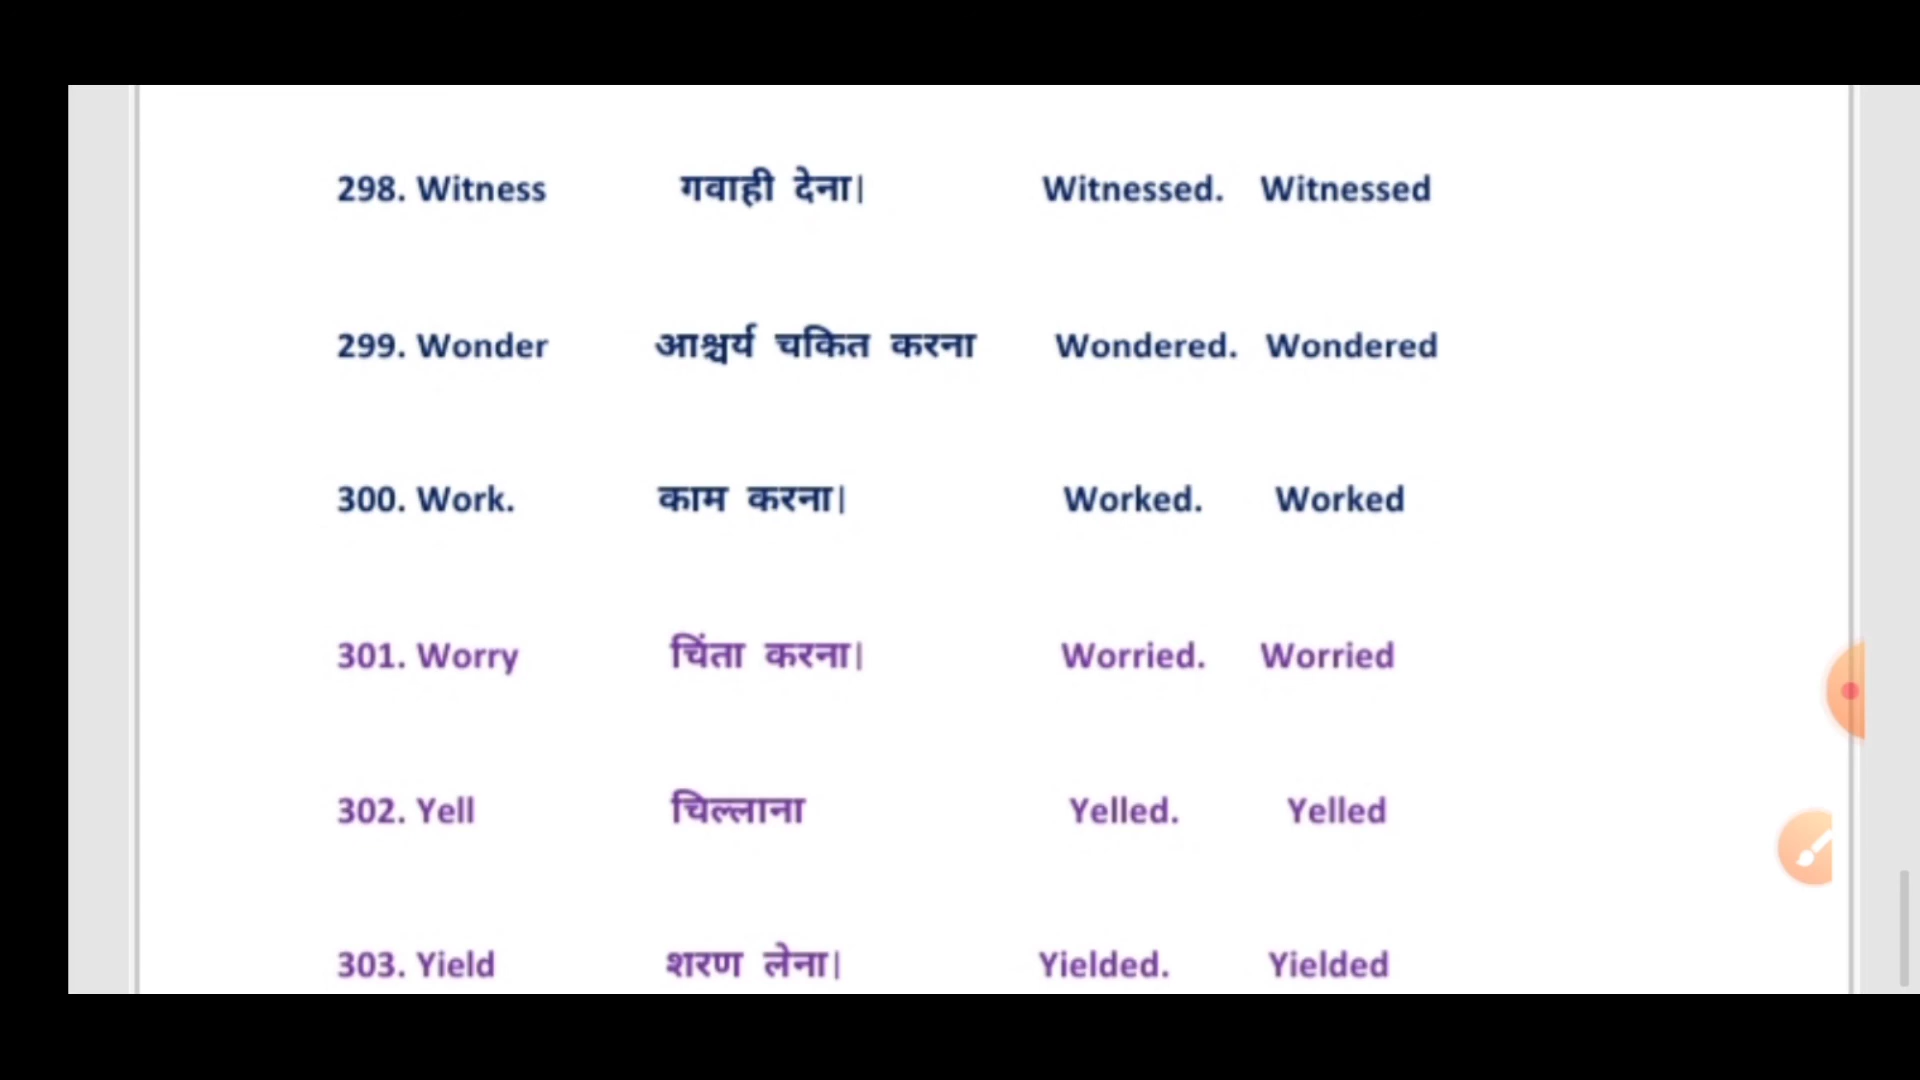 298. Witness गवाही देना| Witnessed. Witnessed
299. Wonder आश्चर्य चकित करना Wondered. Wondered
300. Work. काम करना| Worked. Worked
301. Worry चिंता करना| Worried. Worried
302. Yell चिल्लाना Yelled. Yelled
303. Yield शरण लेना| Yielded. Yielded